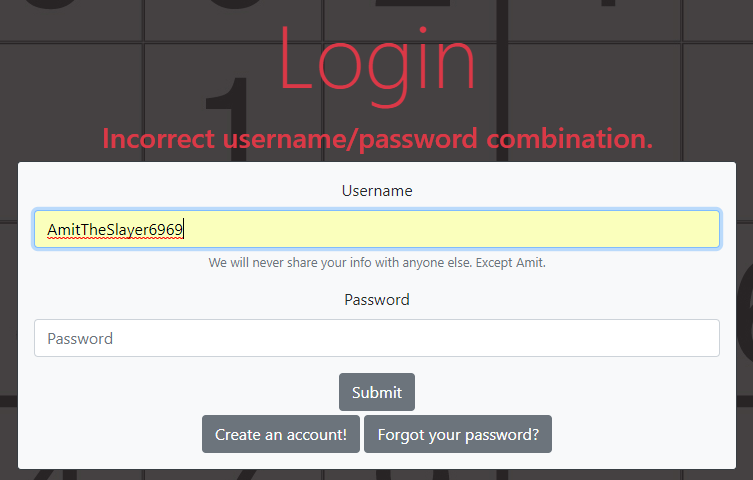 Login
Incorrect username/password combination.
Username
AmitTheSlayer6969
We will never share your info with anyone else. Except Amit.
Password
Password
Submit
Create an account! Forgot your password?